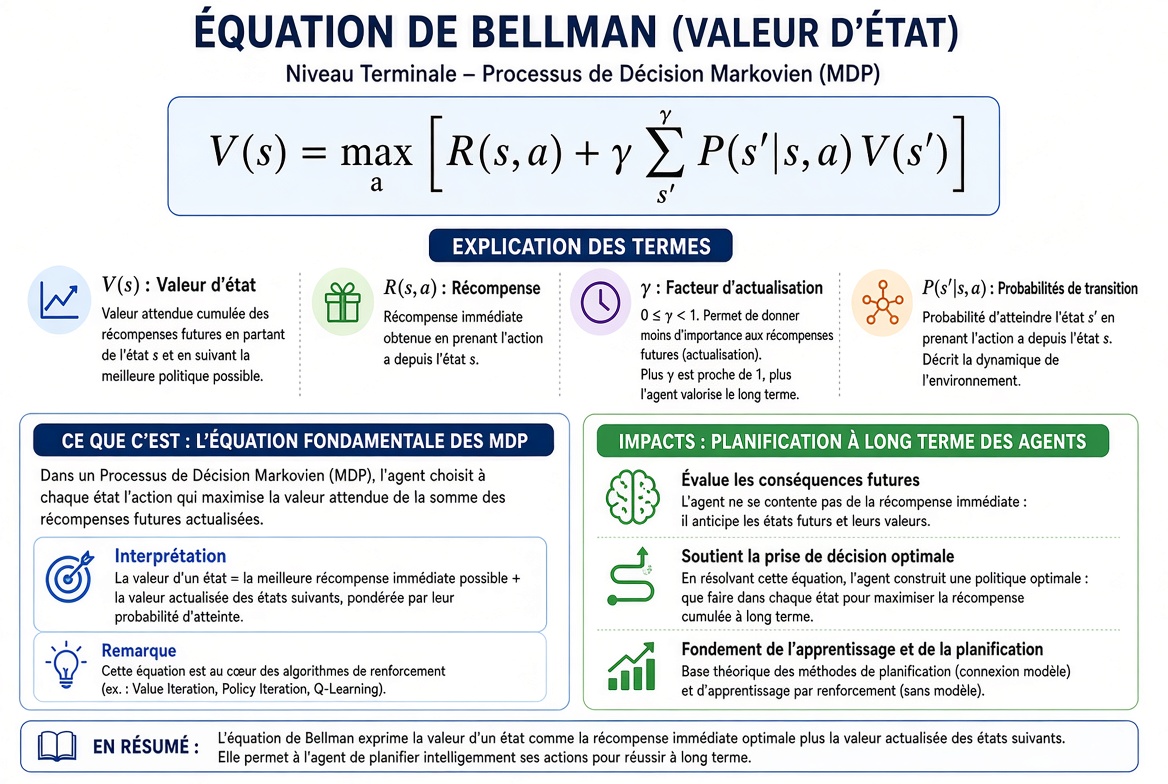 ÉQUATION DE BELLMAN (VALEUR D'ÉTAT)
Niveau Terminale – Processus de Décision Markovien (MDP)
V(s) = max_a [ R(s,a) + γ ∑_{s'}^{γ} P(s'|s,a) V(s') ]
EXPLICATION DES TERMES
V(s) : Valeur d'état
Valeur attendue cumulée des
récompenses futures en partant
de l'état s et en suivant la
meilleure politique possible.
R(s,a) : Récompense
Récompense immédiate
obtenue en prenant l'action
a depuis l'état s.
γ : Facteur d'actualisation
0 ≤ γ < 1. Permet de donner
moins d'importance aux récompenses
futures (actualisation).
Plus γ est proche de 1, plus
l'agent valorise le long terme.
P(s'|s,a) : Probabilités de transition
Probabilité d'atteindre l'état s' en
prenant l'action a depuis l'état s.
Décrit la dynamique de
l'environnement.
CE QUE C'EST : L'ÉQUATION FONDAMENTALE DES MDP
Dans un Processus de Décision Markovien (MDP), l'agent choisit à
chaque état l'action qui maximise la valeur attendue de la somme des
récompenses futures actualisées.
Interprétation
La valeur d'un état = la meilleure récompense immédiate possible +
la valeur actualisée des états suivants, pondérée par leur
probabilité d'atteinte.
Remarque
Cette équation est au cœur des algorithmes de renforcement
(ex. : Value Iteration, Policy Iteration, Q-Learning).
IMPACTS : PLANIFICATION À LONG TERME DES AGENTS
Évalue les conséquences futures
L'agent ne se contente pas de la récompense immédiate :
il anticipe les états futurs et leurs valeurs.
Soutient la prise de décision optimale
En résolvant cette équation, l'agent construit une politique optimale :
que faire dans chaque état pour maximiser la récompense
cumulée à long terme.
Fondement de l'apprentissage et de la planification
Base théorique des méthodes de planification (connexion modèle)
et d'apprentissage par renforcement (sans modèle).
EN RÉSUMÉ :
L'équation de Bellman exprime la valeur d'un état comme la récompense immédiate optimale plus la valeur actualisée des états suivants.
Elle permet à l'agent de planifier intelligemment ses actions pour réussir à long terme.